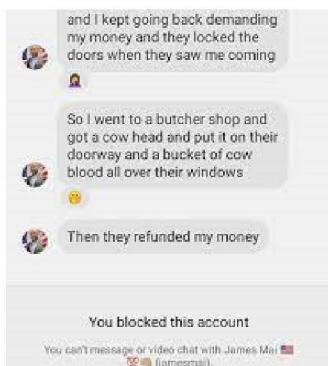 and I kept going back demanding
my money and they locked the
doors when they saw me coming
So I went to a butcher shop and
got a cow head and put it on their
doorway and a bucket of cow
blood all over their windows
Then they refunded my money
You blocked this account
You can't message or video chat with James Mai 🇺🇸
💯 (jamesmai).